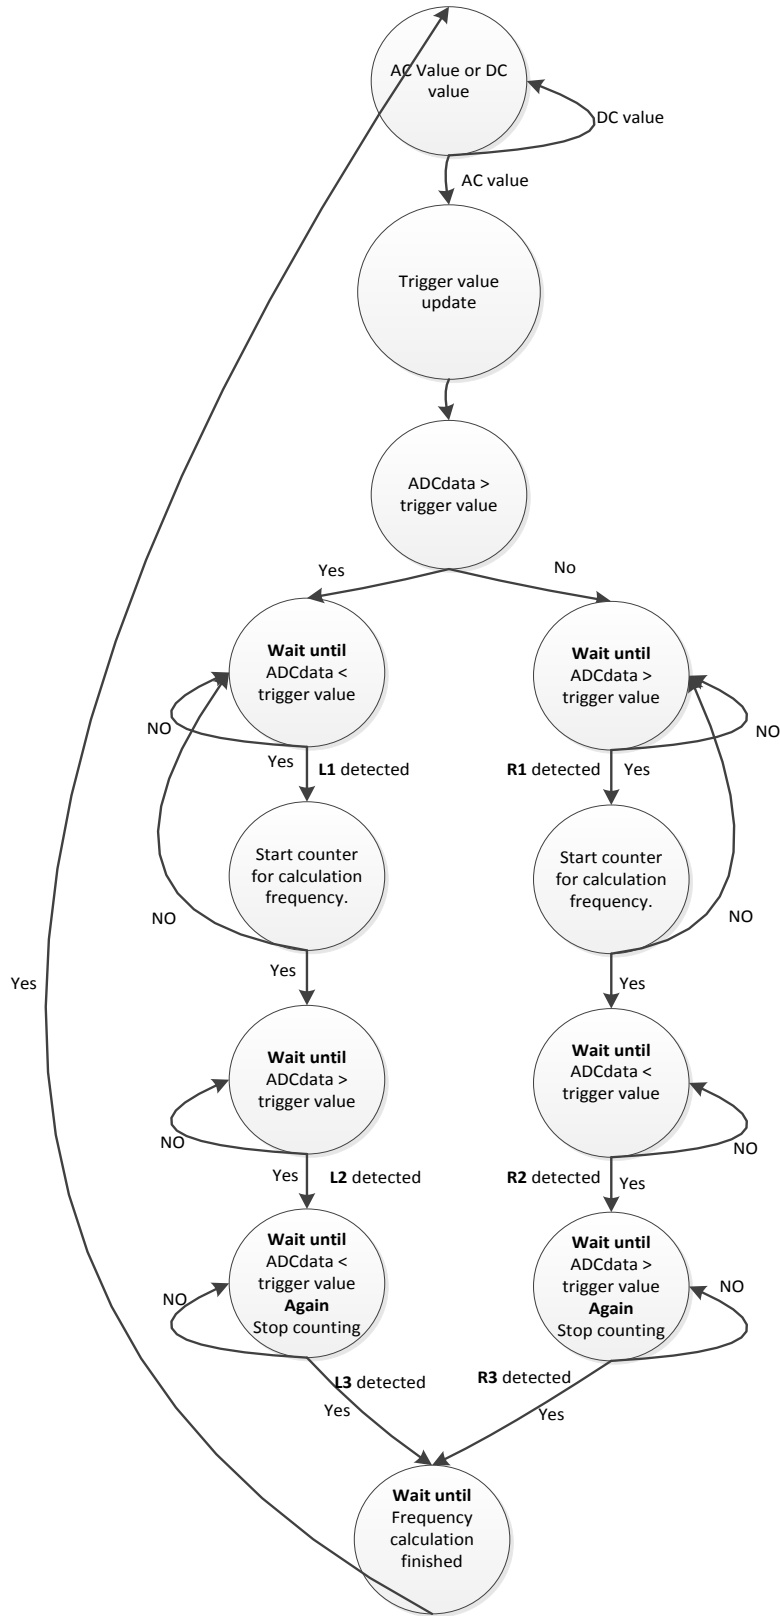 AC Value or DC
value
DC value
AC value
Trigger value
update
ADCdata >
trigger value
Yes
No
Wait until
ADCdata <
trigger value
Wait until
ADCdata >
trigger value
NO
NO
Yes
L1 detected
R1 detected
Yes
Start counter
for calculation
frequency.
Start counter
for calculation
frequency.
NO
NO
Yes
Yes
Yes
Wait until
ADCdata >
trigger value
Wait until
ADCdata <
trigger value
NO
NO
Yes
L2 detected
R2 detected
Yes
Wait until
ADCdata <
trigger value
Again
Stop counting
Wait until
ADCdata >
trigger value
Again
Stop counting
NO
NO
L3 detected
Yes
R3 detected
Yes
Wait until
Frequency
calculation
finished